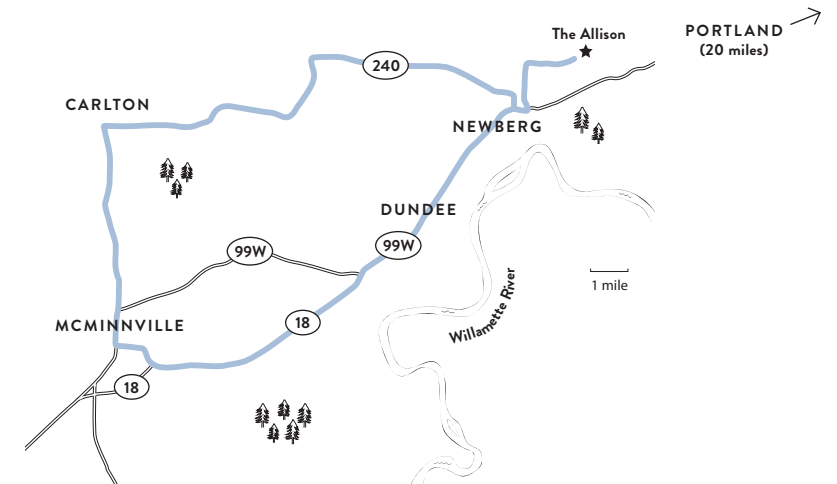 The Allison
PORTLAND
(20 miles)
240
CARLTON
NEWBERG
DUNDEE
99W
99W
1 mile
Willamette River
18
MCMINNVILLE
18